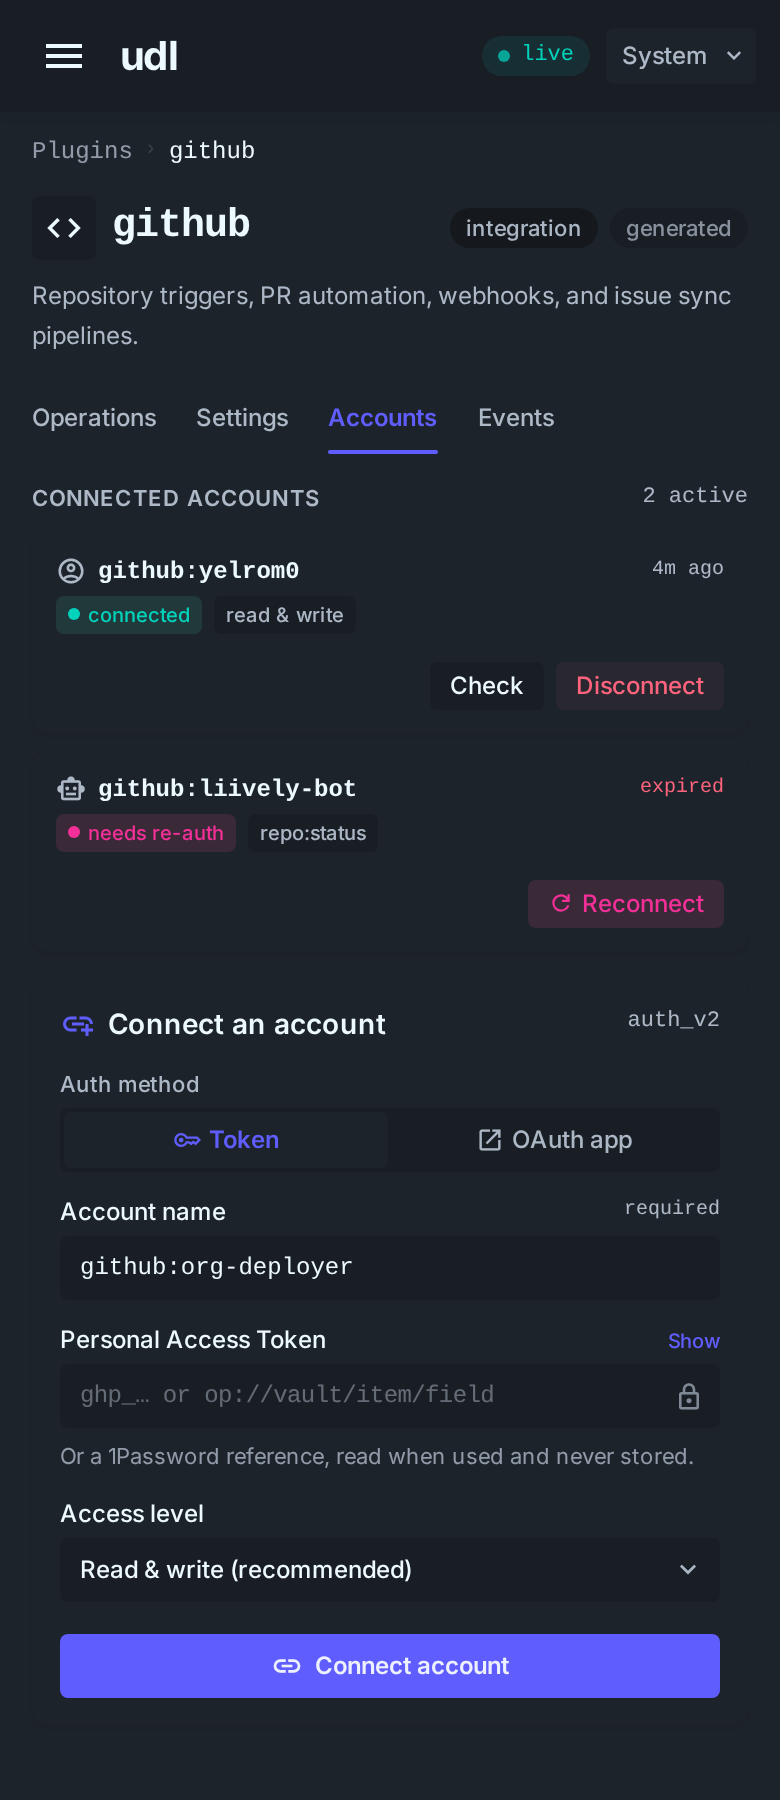 udl
live
System
Plugins › github
github
integration
generated
Repository triggers, PR automation, webhooks, and issue sync
pipelines.
Operations
Settings
Accounts
Events
CONNECTED ACCOUNTS
2 active
github:yelrom0
4m ago
connected
read & write
Check
Disconnect
github:liively-bot
expired
needs re-auth
repo:status
Reconnect
Connect an account
auth_v2
Auth method
Token
OAuth app
Account name
required
github:org-deployer
Personal Access Token
Show
ghp_… or op://vault/item/field
Or a 1Password reference, read when used and never stored.
Access level
Read & write (recommended)
Connect account